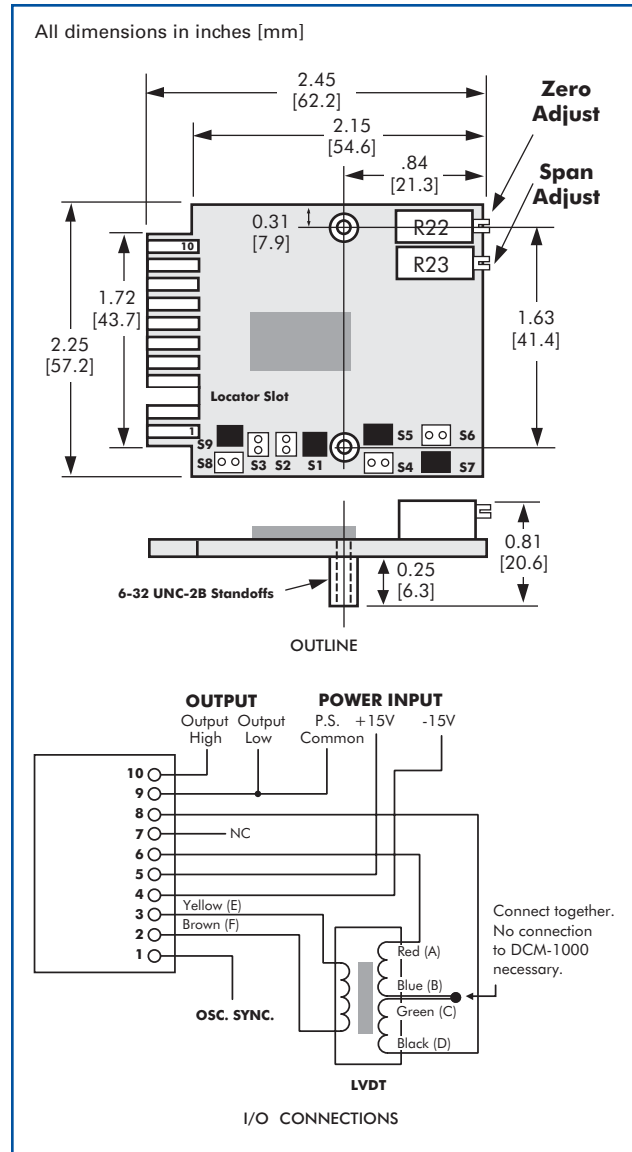 All dimensions in inches [mm]
2.45
[62.2]
Zero
Adjust
2.15
[54.6]
.84
[21.3]
Span
Adjust
0.31
[7.9]
R22
R23
10
1.72
[43.7]
2.25
[57.2]
1.63
[41.4]
Locator Slot
1
S9
S8
S3
S2
S1
S5
S6
S4
S7
0.81
[20.6]
0.25
[6.3]
6-32 UNC-2B Standoffs
OUTLINE
OUTPUT
POWER INPUT
Output High
Output Low
P.S. Common
+15V
-15V
10
9
8
7
NC
6
5
4
3
Yellow (E)
2
Brown (F)
1
OSC. SYNC.
Red (A)
Blue (B)
Green (C)
Black (D)
Connect together.
No connection
to DCM-1000
necessary.
LVDT
I/O CONNECTIONS